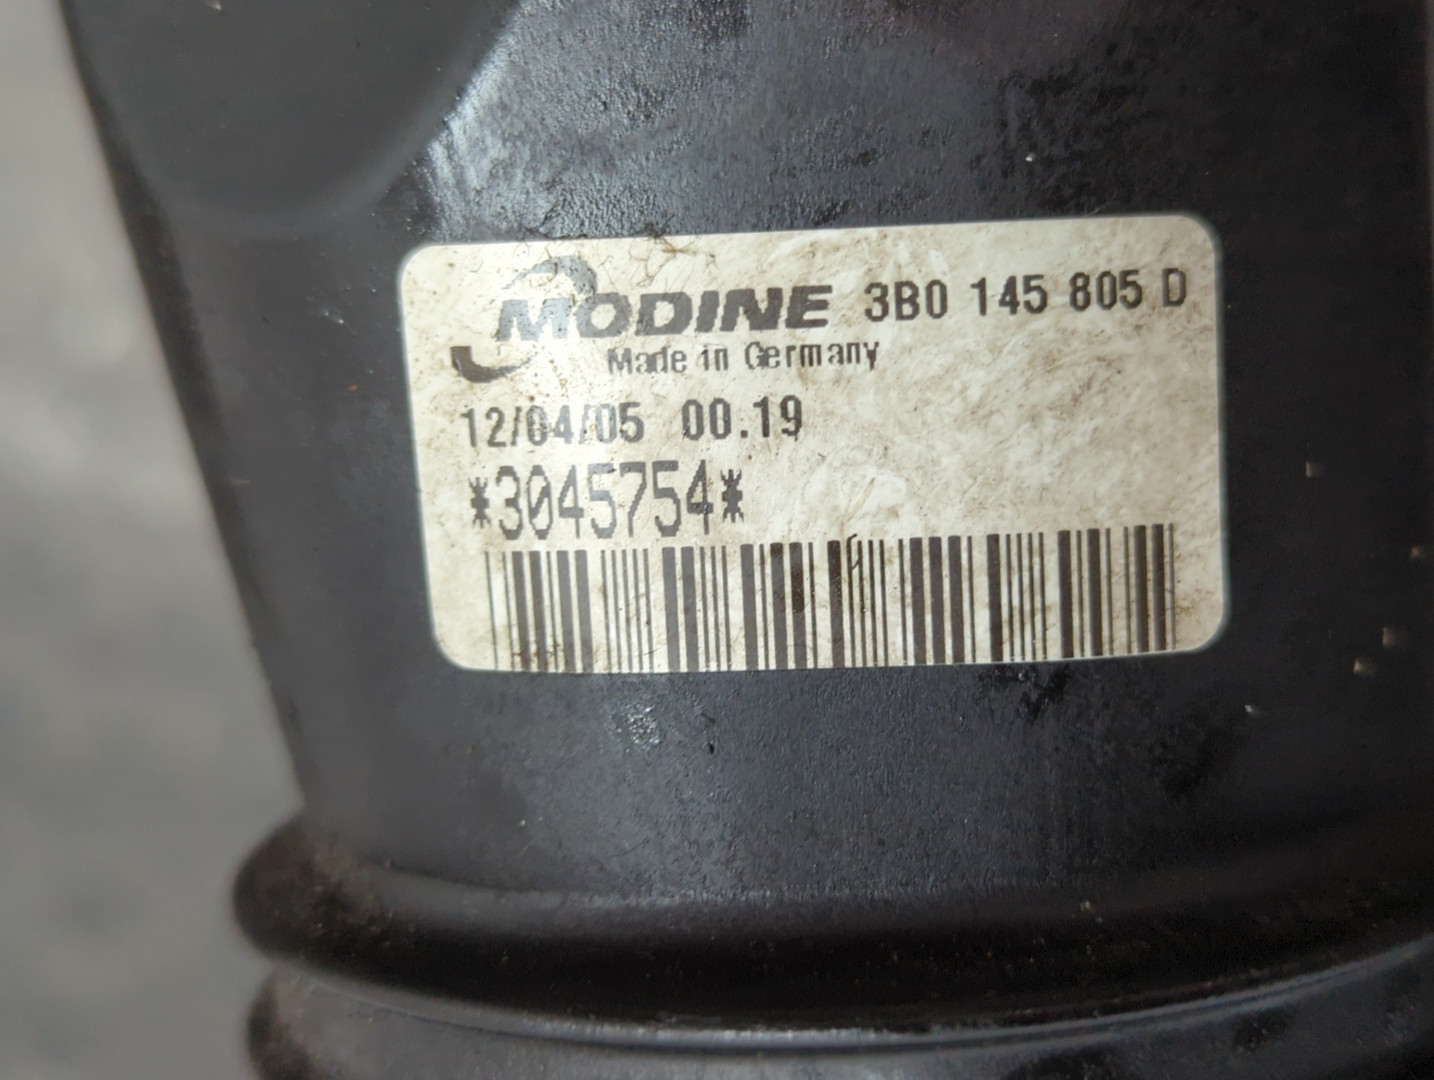 MODINE 3B0 145 805 D
Made in Germany
12/04/05 00.19
*3045754*